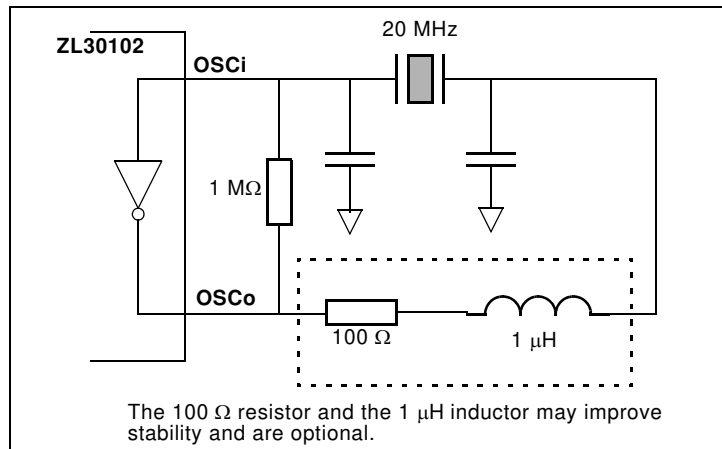 20 MHz
ZL30102
OSCi
1 MΩ
OSCo
100 Ω
1 μH
The 100 Ω resistor and the 1 μH inductor may improve
stability and are optional.